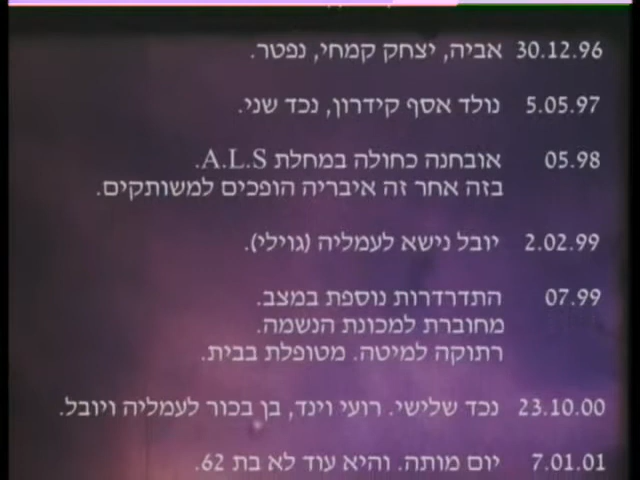 30.12.96 אביה, יצחק קמחי, נפטר.
5.05.97 נולד אסף קידרון, נכד שני.
05.98 אובחנה כחולה במחלת A.L.S.
בזה אחר זה איבריה הופכים למשותקים.
2.02.99 יובל נישא לעמליה (גוילי).
07.99 התדרדרות נוספת במצב.
מחוברת למכונת הנשמה.
רתוקה למיטה. מטופלת בבית.
23.10.00 נכד שלישי. רועי וינד, בן בכור לעמליה ויובל.
7.01.01 יום מותה. והיא עוד לא בת 62.